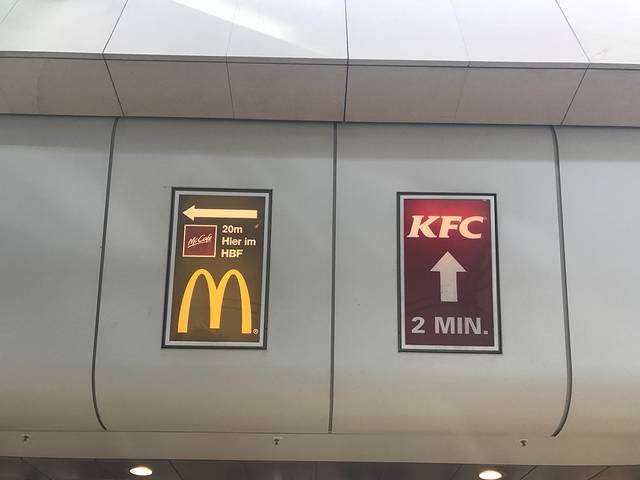 McCafé
20m
Hier im
HBF
M
KFC
2 MIN.